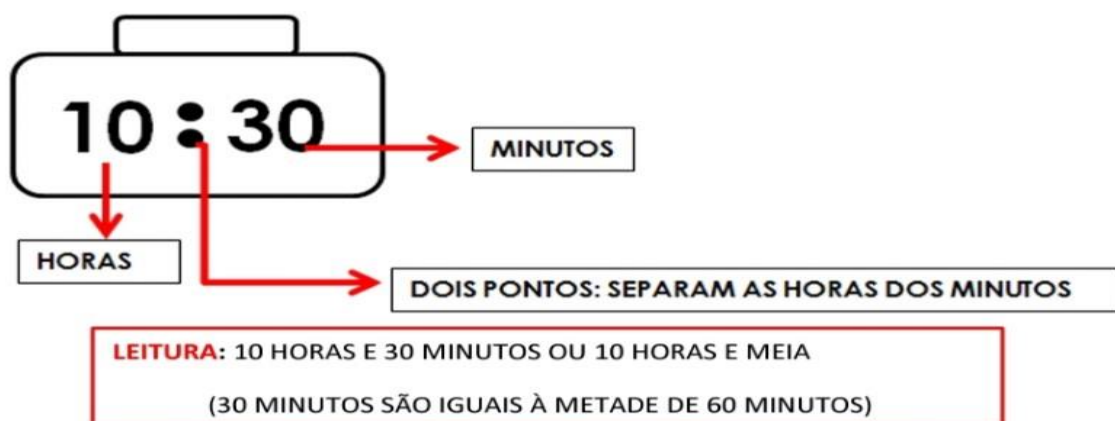 10:30
MINUTOS
HORAS
DOIS PONTOS: SEPARAM AS HORAS DOS MINUTOS
LEITURA: 10 HORAS E 30 MINUTOS OU 10 HORAS E MEIA
(30 MINUTOS SÃO IGUAIS À METADE DE 60 MINUTOS)